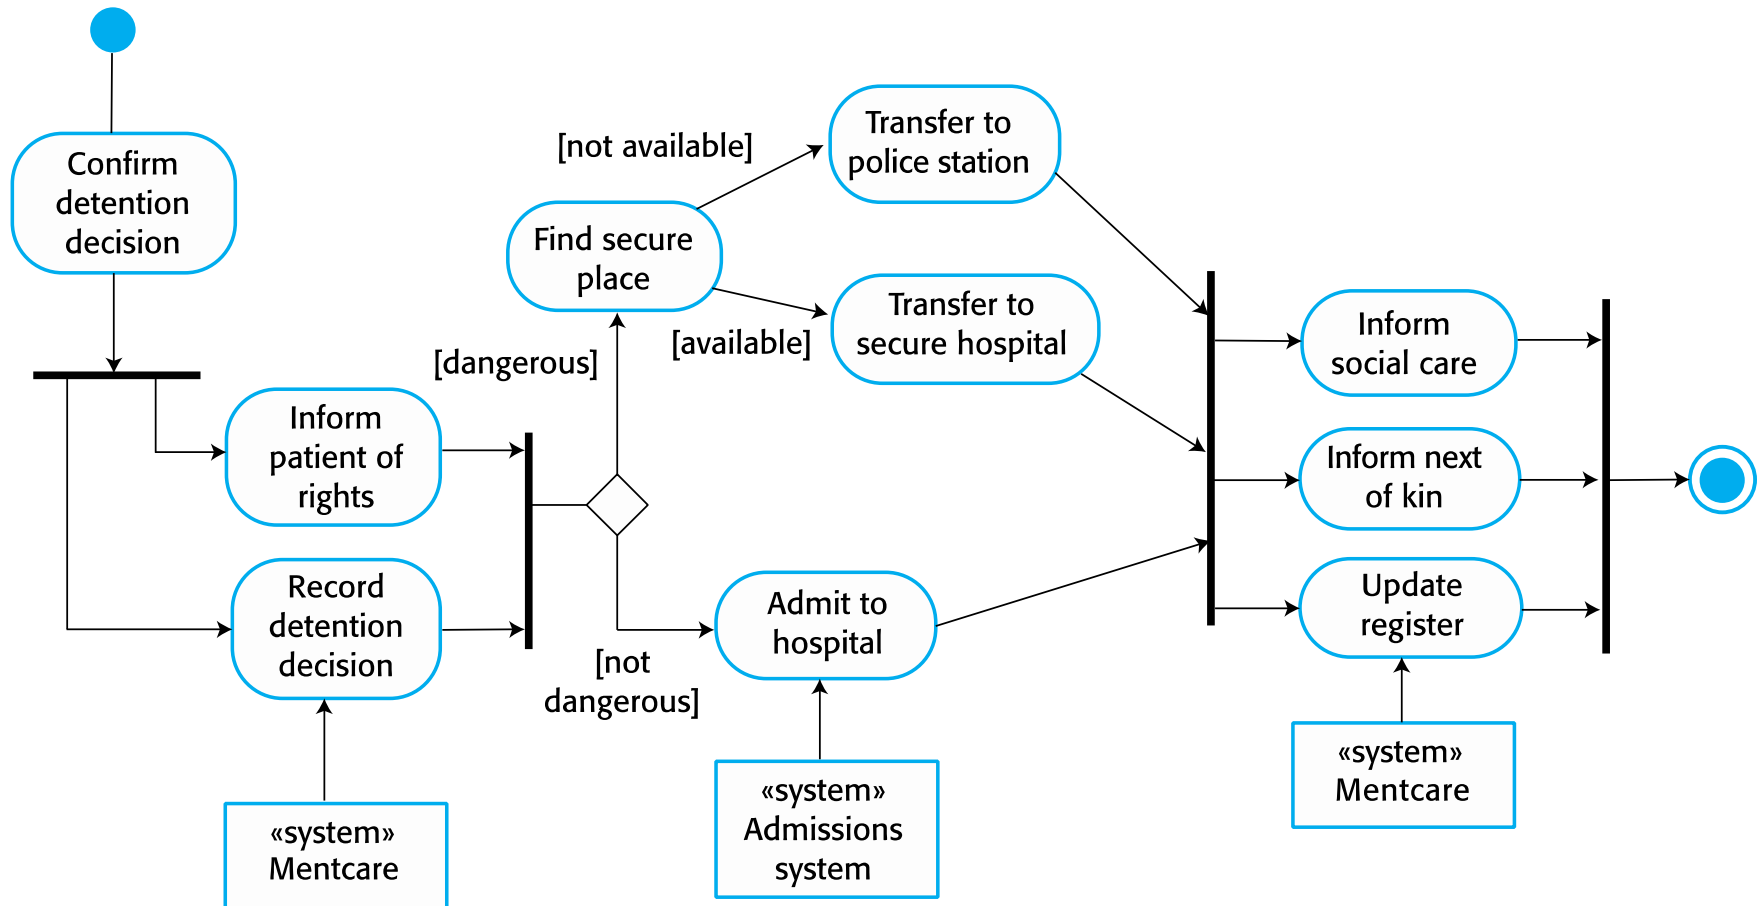 Confirm
detention
decision
Inform
patient of
rights
Record
detention
decision
«system»
Mentcare
[dangerous]
[not
dangerous]
Find secure
place
[not available]
[available]
Transfer to
police station
Transfer to
secure hospital
Admit to
hospital
«system»
Admissions
system
Inform
social care
Inform next
of kin
Update
register
«system»
Mentcare